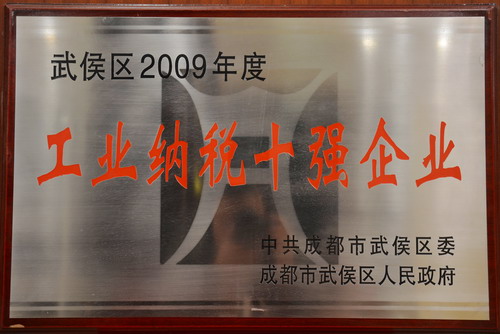 武侯区2009年度
工业纳税十强企业
中共成都市武侯区委
成都市武侯区人民政府